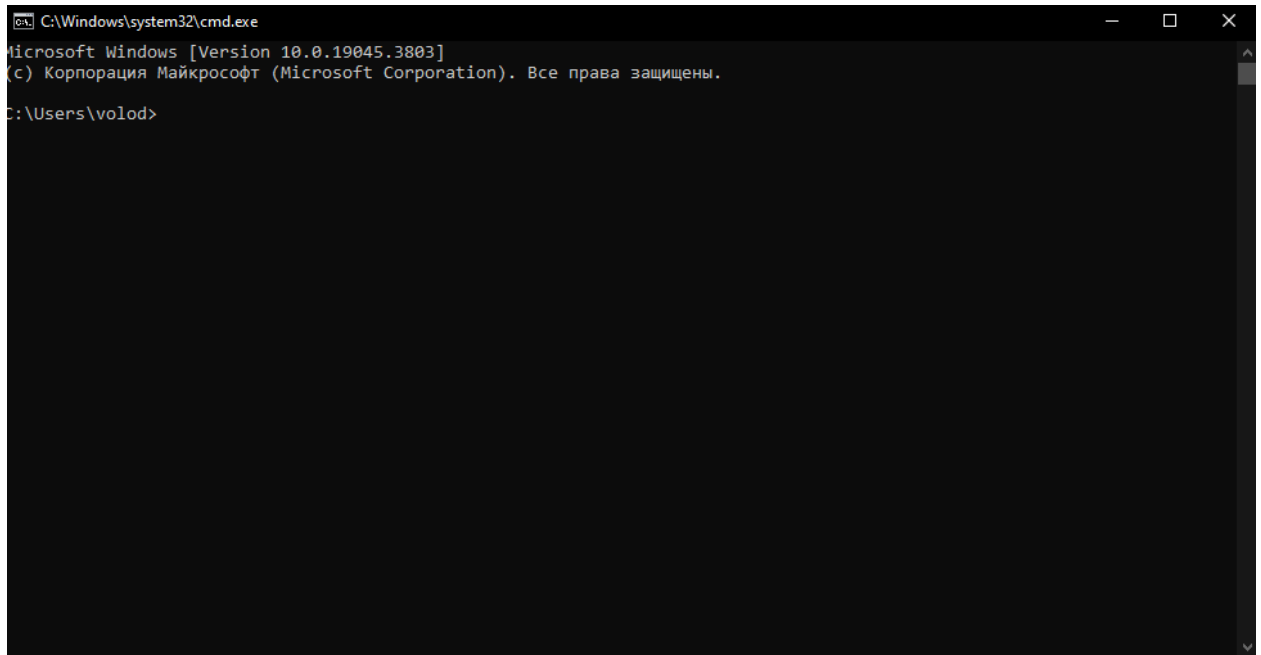 C:\Windows\system32\cmd.exe
Microsoft Windows [Version 10.0.19045.3803]
(c) Корпорация Майкрософт (Microsoft Corporation). Все права защищены.
C:\Users\volod>